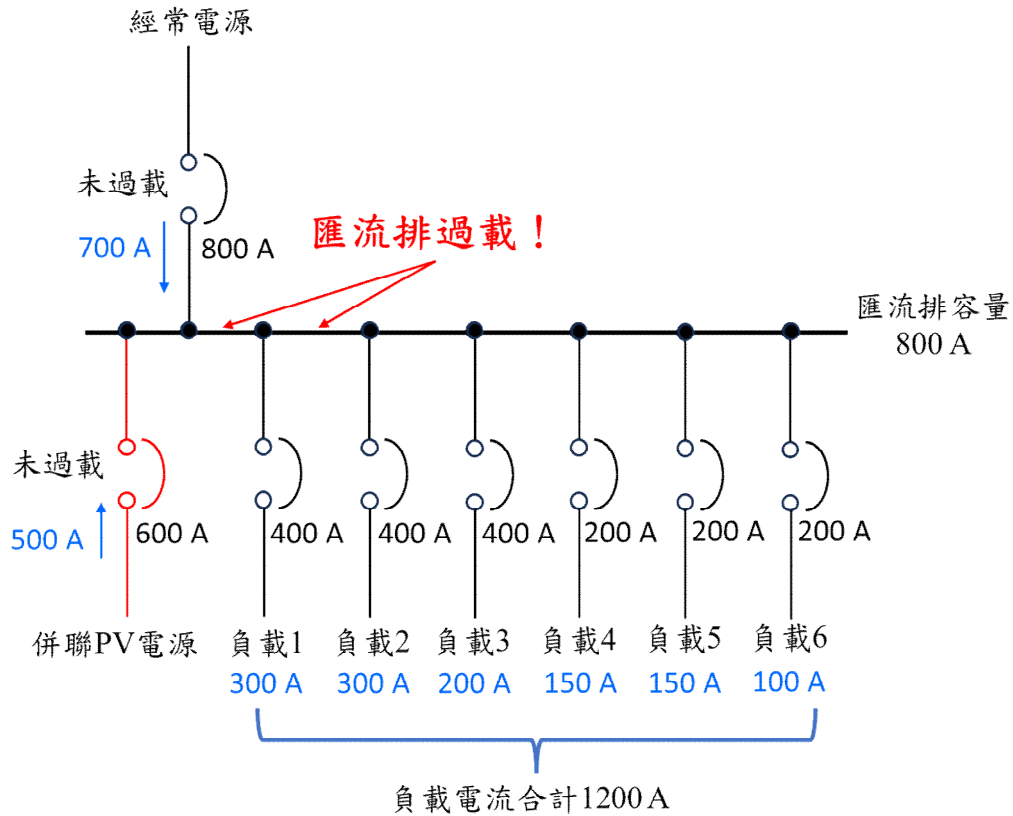 經常電源
未過載
700 A
800 A
匯流排過載！
匯流排容量
800 A
未過載
500 A
600 A
400 A
400 A
400 A
200 A
200 A
200 A
併聯PV電源
負載1
負載2
負載3
負載4
負載5
負載6
300 A
300 A
200 A
150 A
150 A
100 A
負載電流合計1200 A